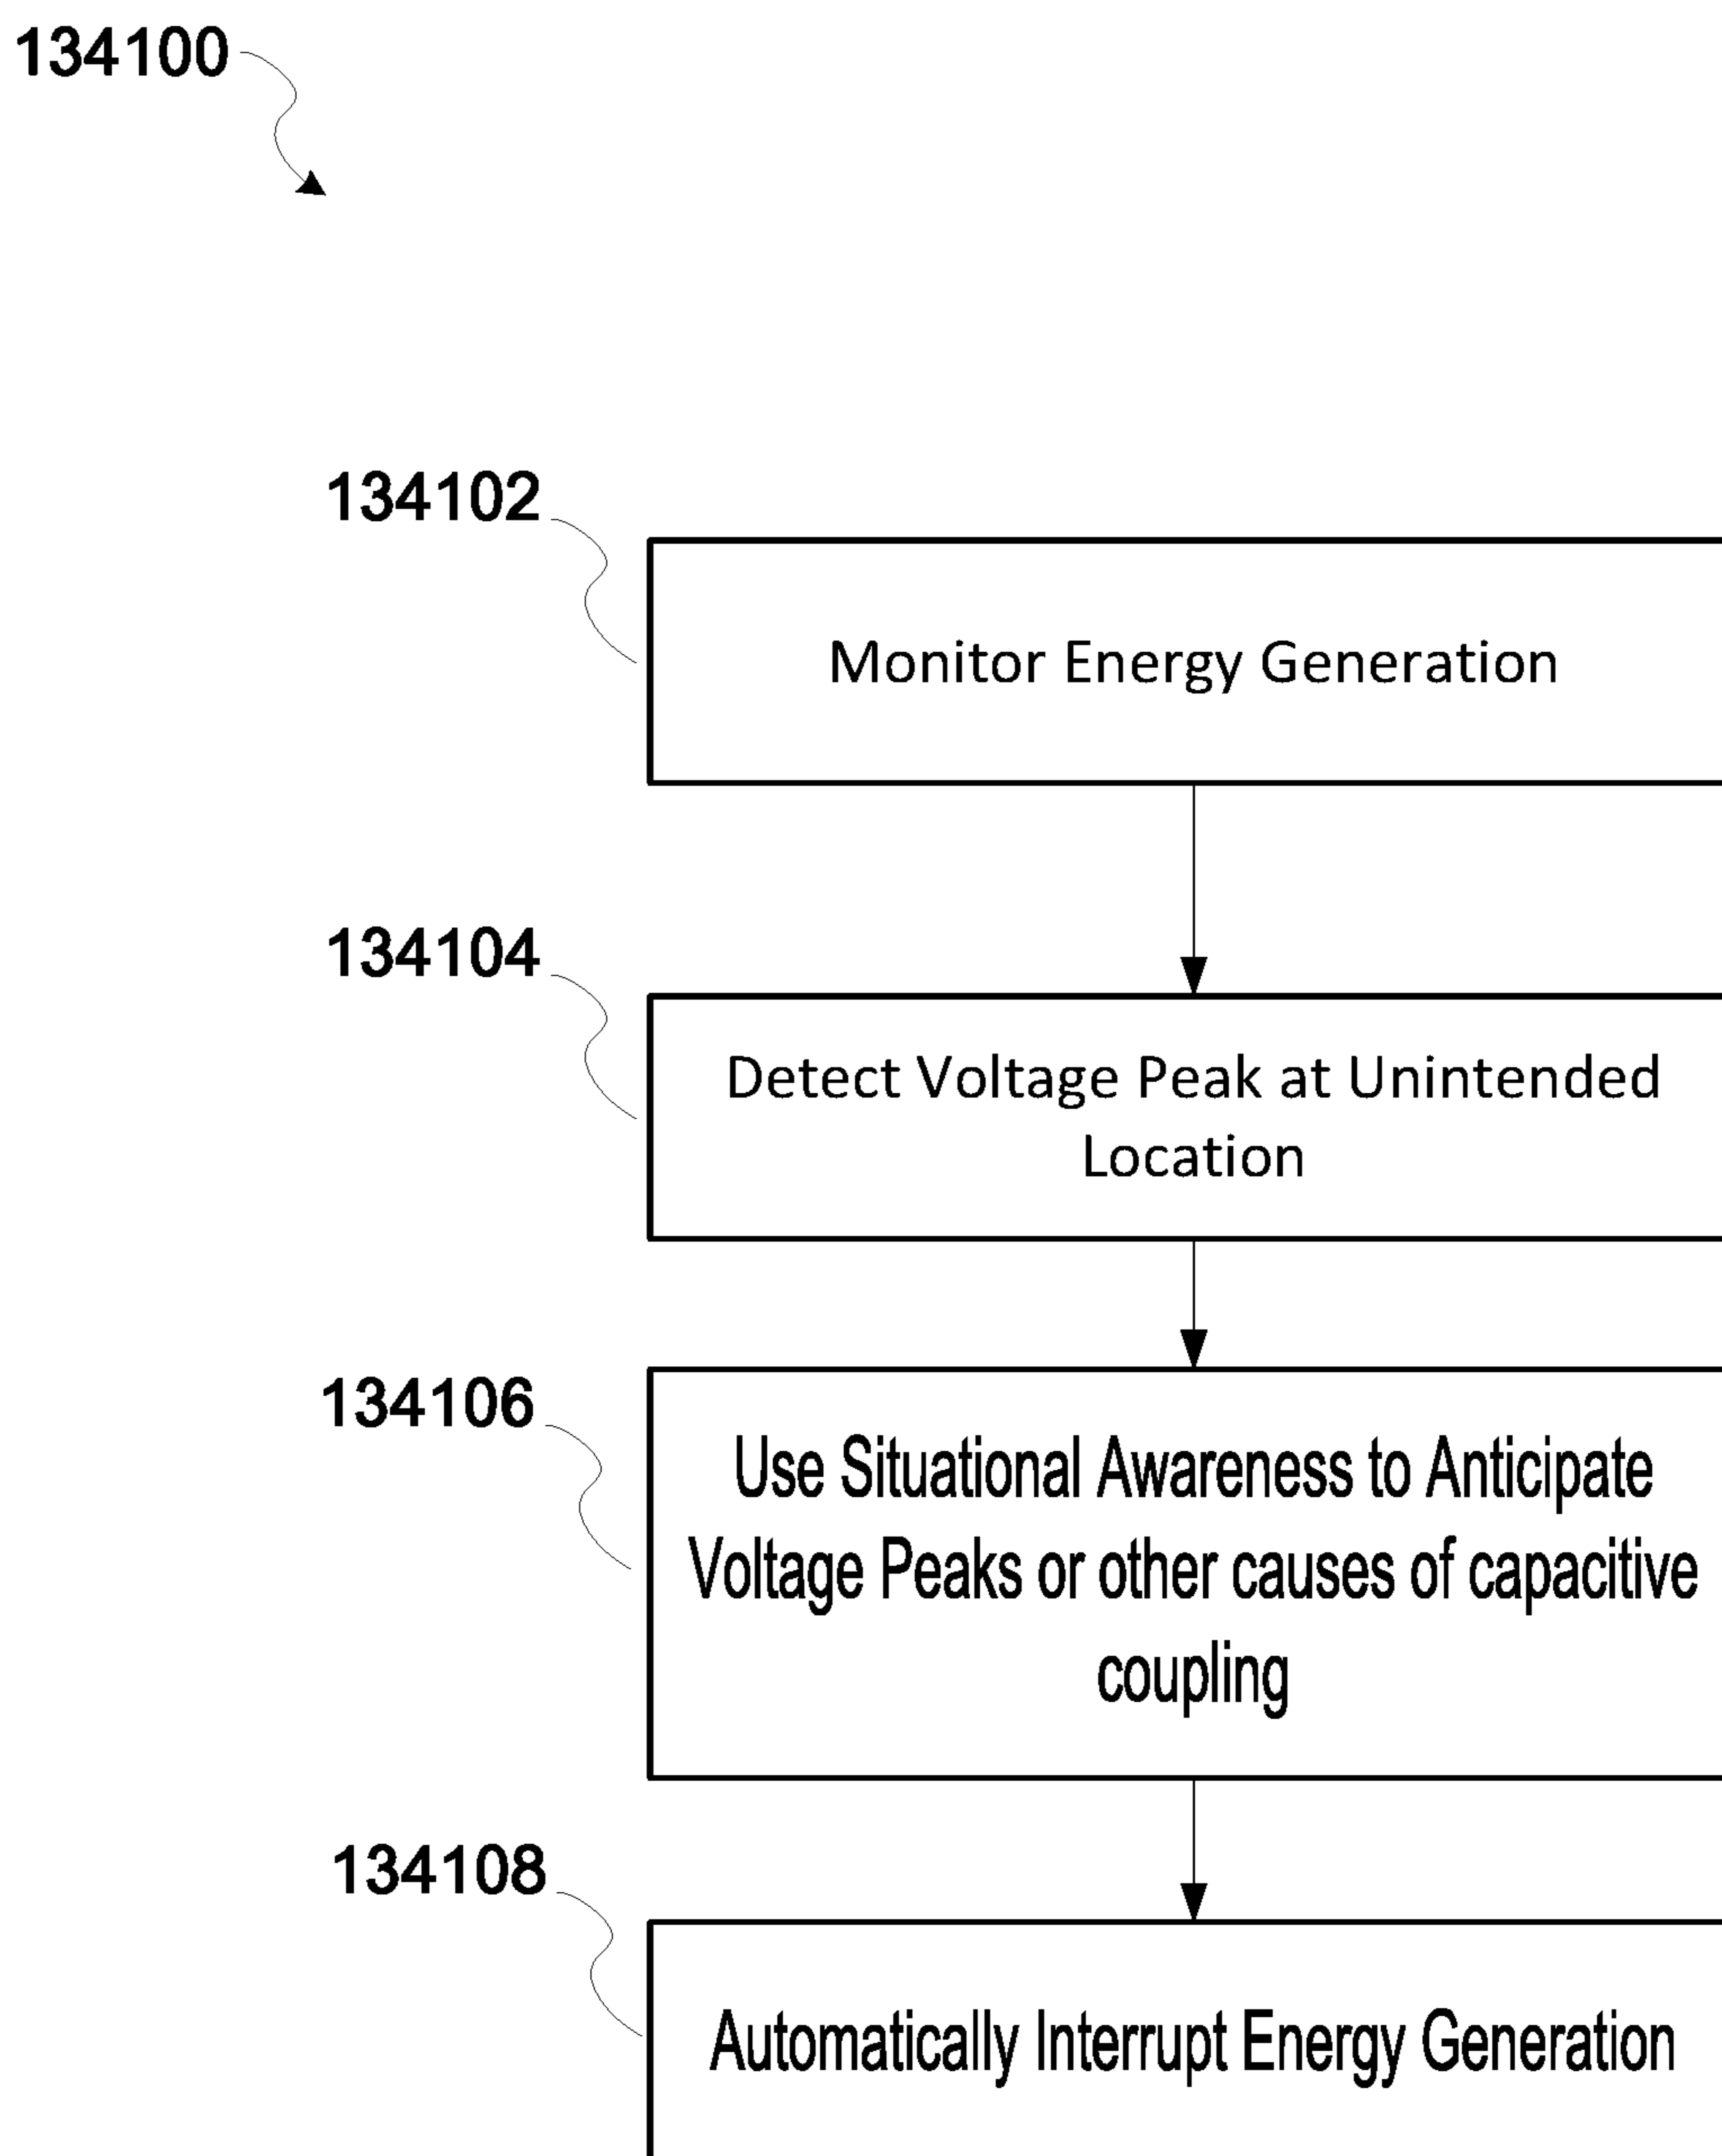 134100
134102
Monitor Energy Generation
134104
Detect Voltage Peak at Unintended
Location
134106
Use Situational Awareness to Anticipate
Voltage Peaks or other causes of capacitive
coupling
134108
Automatically Interrupt Energy Generation